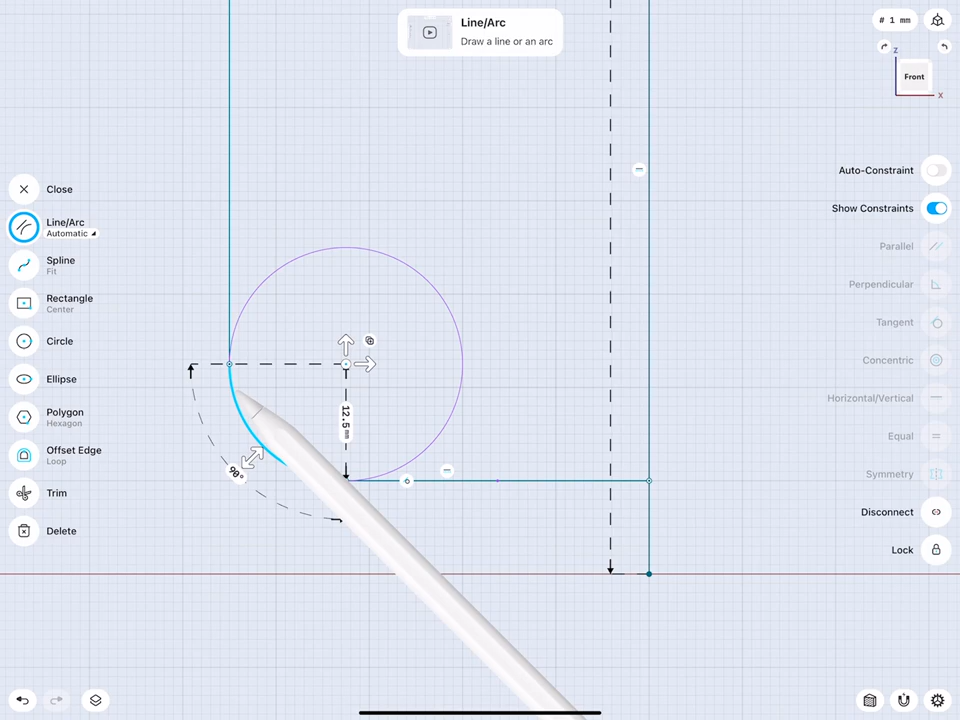 Line/Arc
Draw a line or an arc
# 1 mm
Z
Front
X
Close
Line/Arc
Automatic
Spline
Fit
Rectangle
Center
Circle
Ellipse
Polygon
Hexagon
Offset Edge
Loop
Trim
Delete
Auto-Constraint
Show Constraints
Parallel
Perpendicular
Tangent
Concentric
Horizontal/Vertical
Equal
Symmetry
Disconnect
Lock
12.5 mm
90°